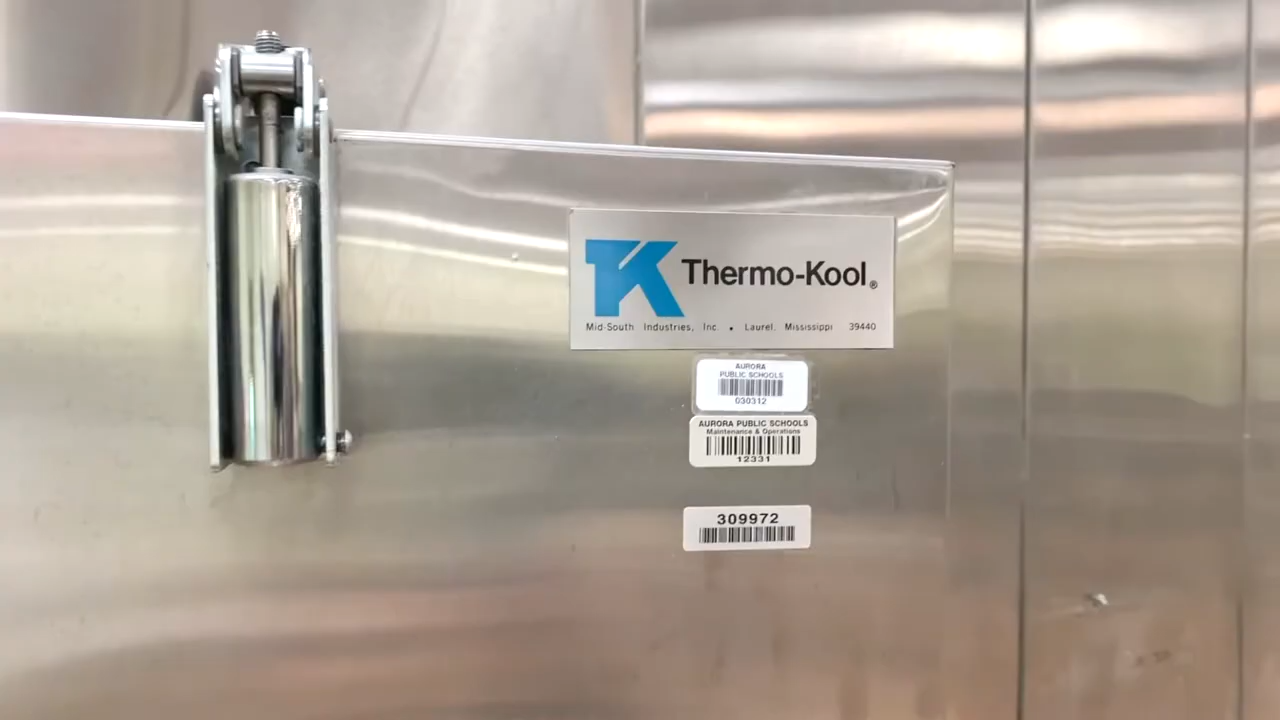 TK Thermo-Kool®
Mid-South Industries, Inc. • Laurel, Mississippi 39440
AURORA
PUBLIC SCHOOLS
030312
AURORA PUBLIC SCHOOLS
Maintenance & Operations
12331
309972